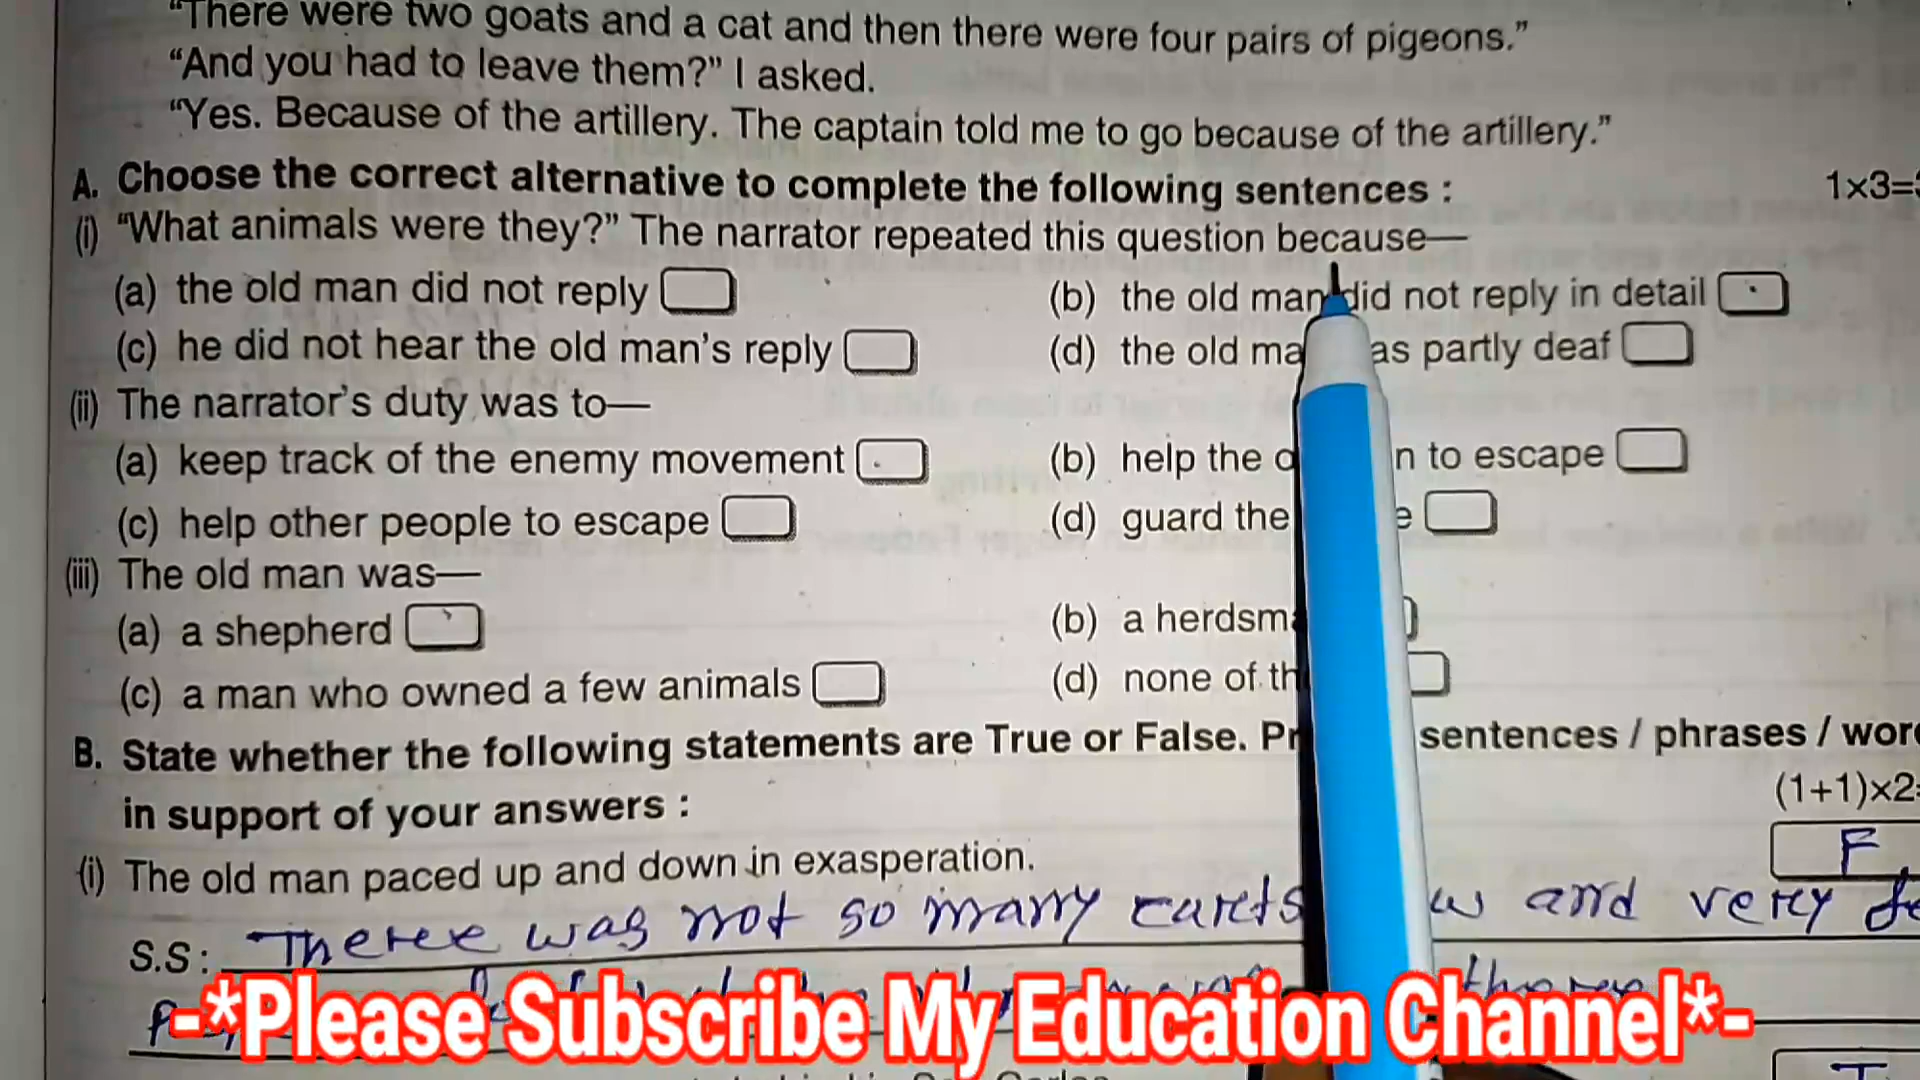 "There were two goats and a cat and then there were four pairs of pigeons."
"And you had to leave them?" I asked.
"Yes. Because of the artillery. The captain told me to go because of the artillery."
A. Choose the correct alternative to complete the following sentences : 1×3=
(i) "What animals were they?" The narrator repeated this question because—
(a) the old man did not reply (b) the old man did not reply in detail
(c) he did not hear the old man's reply (d) the old as partly deaf
(ii) The narrator's duty was to—
(a) keep track of the enemy movement (b) help the to escape
(c) help other people to escape (d) guard the
(iii) The old man was—
(a) a shepherd (b) a
(c) a man who owned a few animals (d) none of
B. State whether the following statements are True or False. sentences / phrases /
in support of your answers : (1+1)×2
(i) The old man paced up and down in exasperation. F
S.S: There was not so many carts and very
-*Please Subscribe My Education Channel*-
T